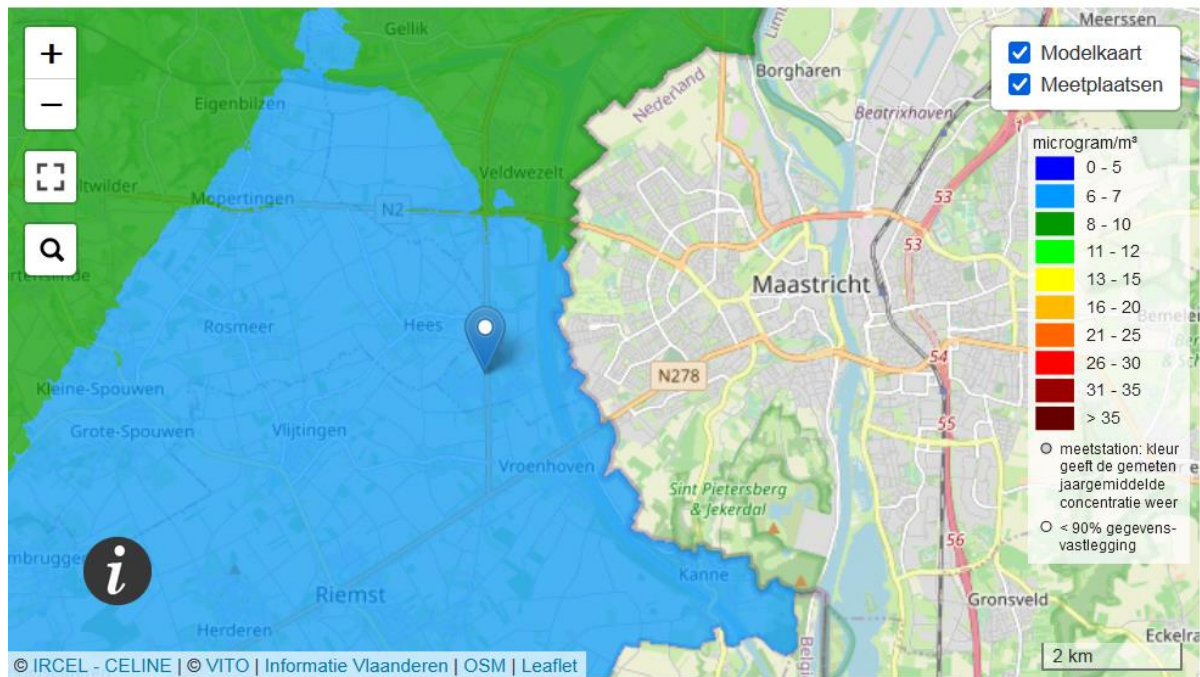 +
−
Gellik
Eigenbilzen
Mopertingen
N2
Veldwezelt
Rosmeer
Hees
Kleine-Spouwen
Grote-Spouwen
Vlijtingen
Vroenhoven
Riemst
Herderen
Kanne
i
Nederland
Borgharen
Meerssen
Beatrixhaven
53
53
Maastricht
N278
54
55
56
Sint Pietersberg
& Jekerdal
Gronsveld
Modelkaart
Meetplaatsen
microgram/m³
0 - 5
6 - 7
8 - 10
11 - 12
13 - 15
16 - 20
21 - 25
26 - 30
31 - 35
> 35
meetstation: kleur
geeft de gemeten
jaargemiddelde
concentratie weer
< 90% gegevens-
vastlegging
2 km
© IRCEL - CELINE | © VITO | Informatie Vlaanderen | OSM | Leaflet